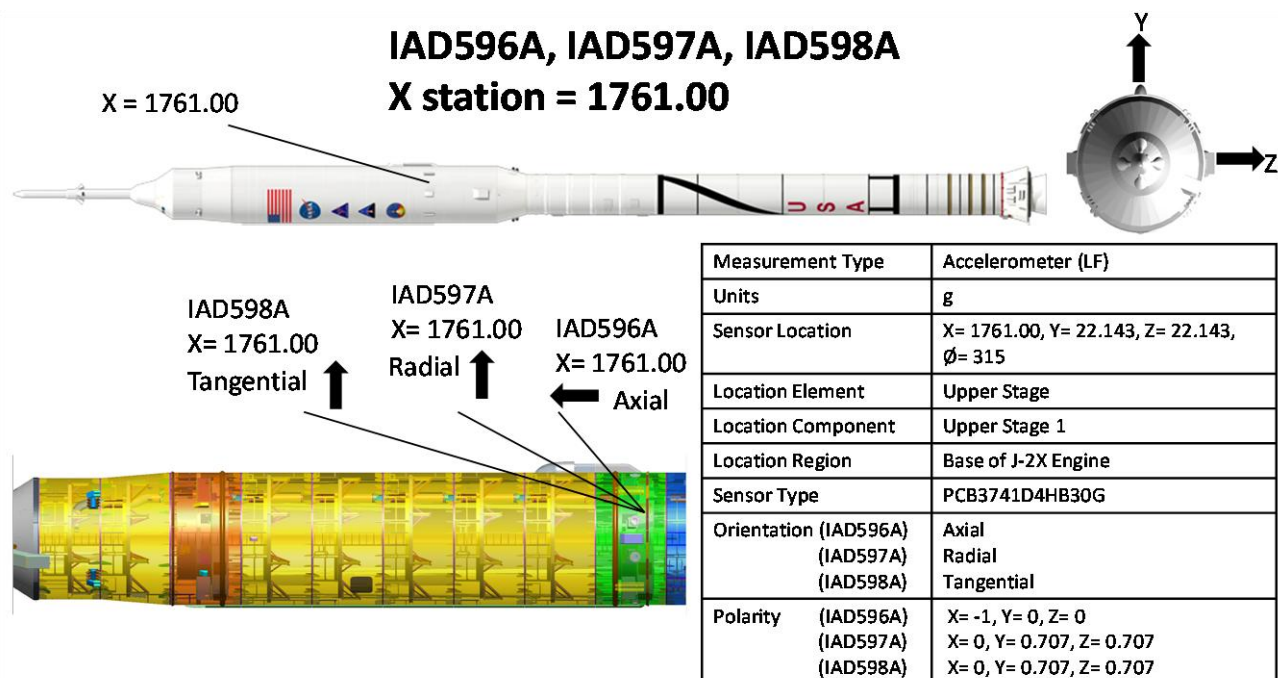 IAD596A, IAD597A, IAD598A
X station = 1761.00
X = 1761.00
Y
Z
USA
IAD598A
X= 1761.00
Tangential
IAD597A
X= 1761.00
Radial
IAD596A
X= 1761.00
Axial
Measurement Type Accelerometer (LF)
Units g
Sensor Location X= 1761.00, Y= 22.143, Z= 22.143,
Ø= 315
Location Element Upper Stage
Location Component Upper Stage 1
Location Region Base of J-2X Engine
Sensor Type PCB3741D4HB30G
Orientation (IAD596A) Axial
(IAD597A) Radial
(IAD598A) Tangential
Polarity (IAD596A) X= -1, Y= 0, Z= 0
(IAD597A) X= 0, Y= 0.707, Z= 0.707
(IAD598A) X= 0, Y= 0.707, Z= 0.707